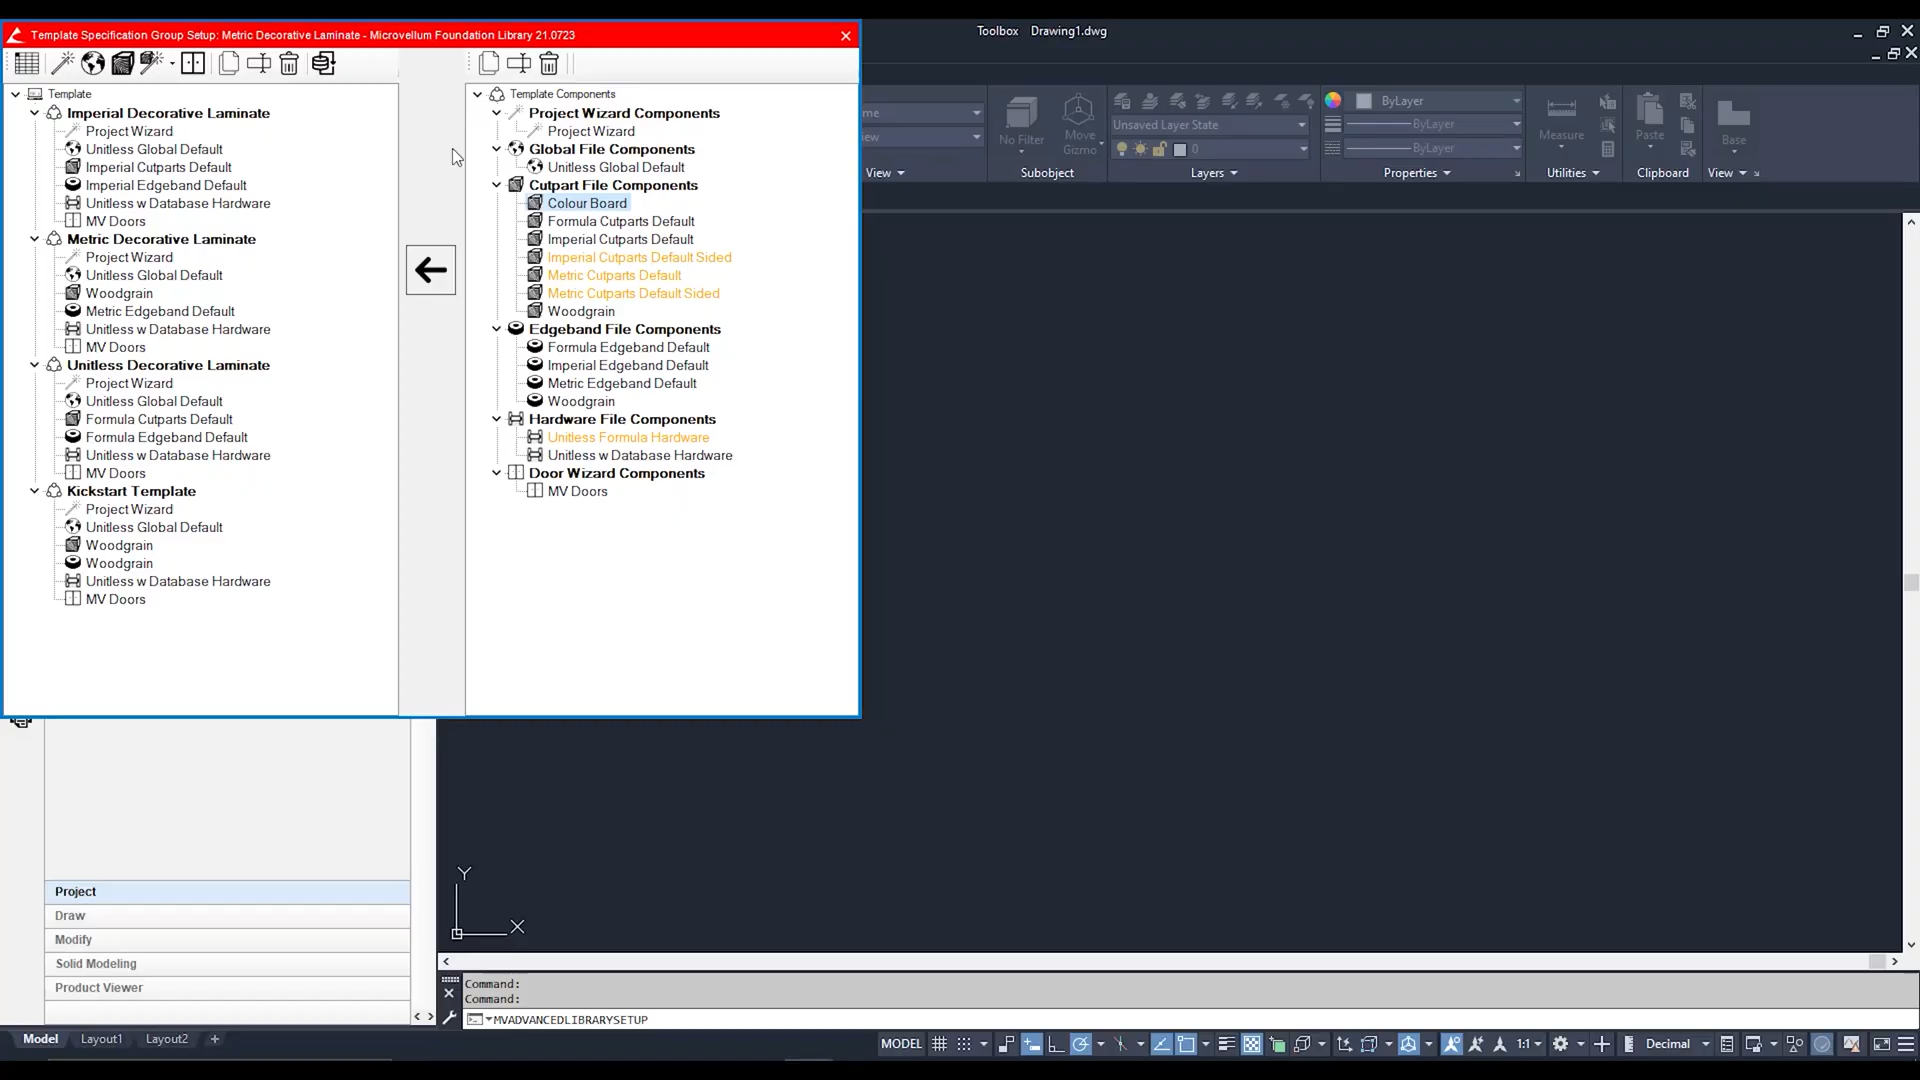 Template Specification Group Setup: Metric Decorative Laminate - Microvellum Foundation Library 21.0723
Toolbox Drawing1.dwg
Template
Imperial Decorative Laminate
Project Wizard
Unitless Global Default
Imperial Cutparts Default
Imperial Edgeband Default
Unitless w Database Hardware
MV Doors
Metric Decorative Laminate
Project Wizard
Unitless Global Default
Woodgrain
Metric Edgeband Default
Unitless w Database Hardware
MV Doors
Unitless Decorative Laminate
Project Wizard
Unitless Global Default
Formula Cutparts Default
Formula Edgeband Default
Unitless w Database Hardware
MV Doors
Kickstart Template
Project Wizard
Unitless Global Default
Woodgrain
Woodgrain
Unitless w Database Hardware
MV Doors
Template Components
Project Wizard Components
Project Wizard
Global File Components
Unitless Global Default
Cutpart File Components
Colour Board
Formula Cutparts Default
Imperial Cutparts Default
Imperial Cutparts Default Sided
Metric Cutparts Default
Metric Cutparts Default Sided
Woodgrain
Edgeband File Components
Formula Edgeband Default
Imperial Edgeband Default
Metric Edgeband Default
Woodgrain
Hardware File Components
Unitless Formula Hardware
Unitless w Database Hardware
Door Wizard Components
MV Doors
me
ew
View
No Filter
Move
Gizmo
Subobject
Unsaved Layer State
0
Layers
ByLayer
ByLayer
ByLayer
Properties
Measure
Utilities
Paste
Clipboard
Base
View
Project
Draw
Modify
Solid Modeling
Product Viewer
Y
X
Command:
Command:
MVADVANCEDLIBRARYSETUP
Model Layout1 Layout2 +
MODEL 1:1 Decimal